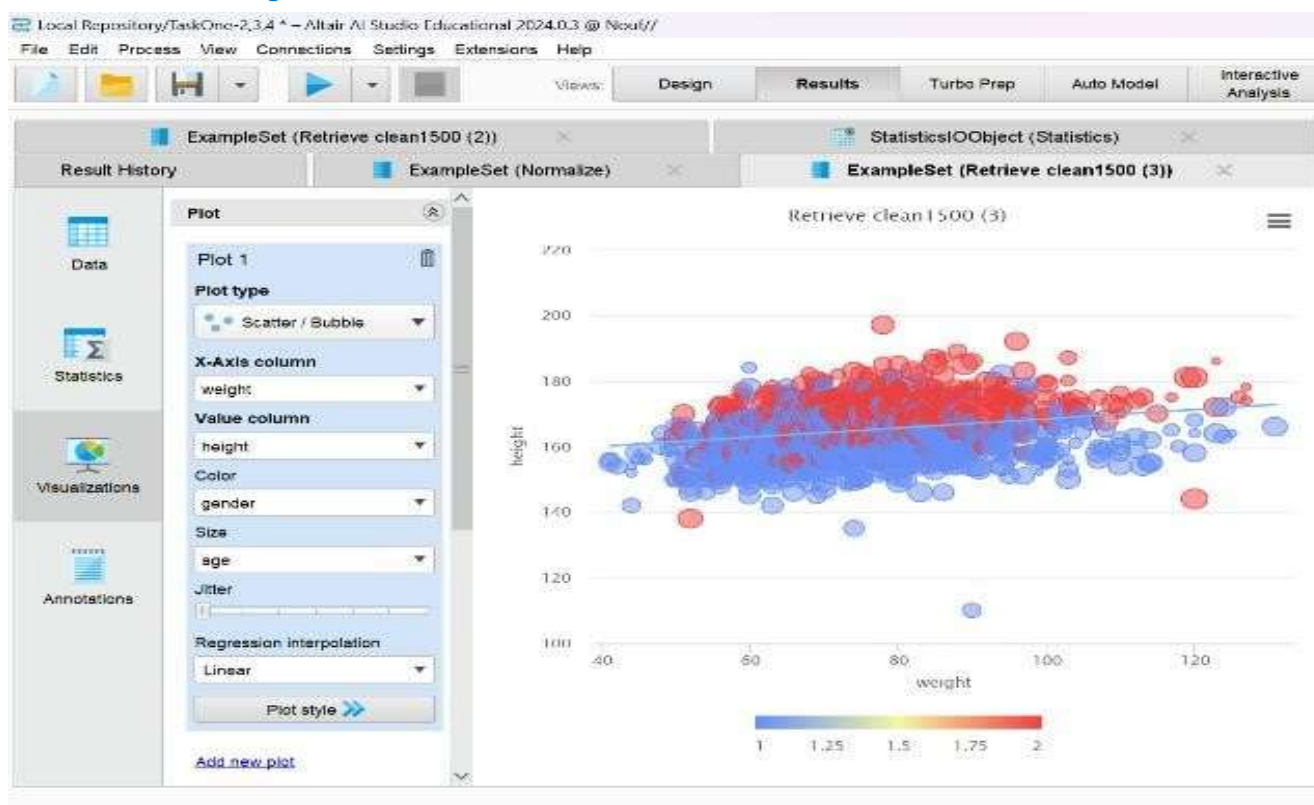 Local Repository/TaskOne-2,3,4 * – Altair AI Studio Educational 2024.0.3 @ Nouf//
File Edit Process View Connections Settings Extensions Help
Views: Design Results Turbo Prep Auto Model Interactive Analysis
ExampleSet (Retrieve clean1500 (2)) StatisticsIOObject (Statistics)
Result History ExampleSet (Normalize) ExampleSet (Retrieve clean1500 (3))
Data
Statistics
Visualizations
Annotations
Plot
Plot 1
Plot type
Scatter / Bubble
X-Axis column
weight
Value column
height
Color
gender
Size
age
Jitter
Regression interpolation
Linear
Plot style
Add new plot
Retrieve clean1500 (3)
220
200
180
160
140
120
100
height
40 60 80 100 120
weight
1 1.25 1.5 1.75 2